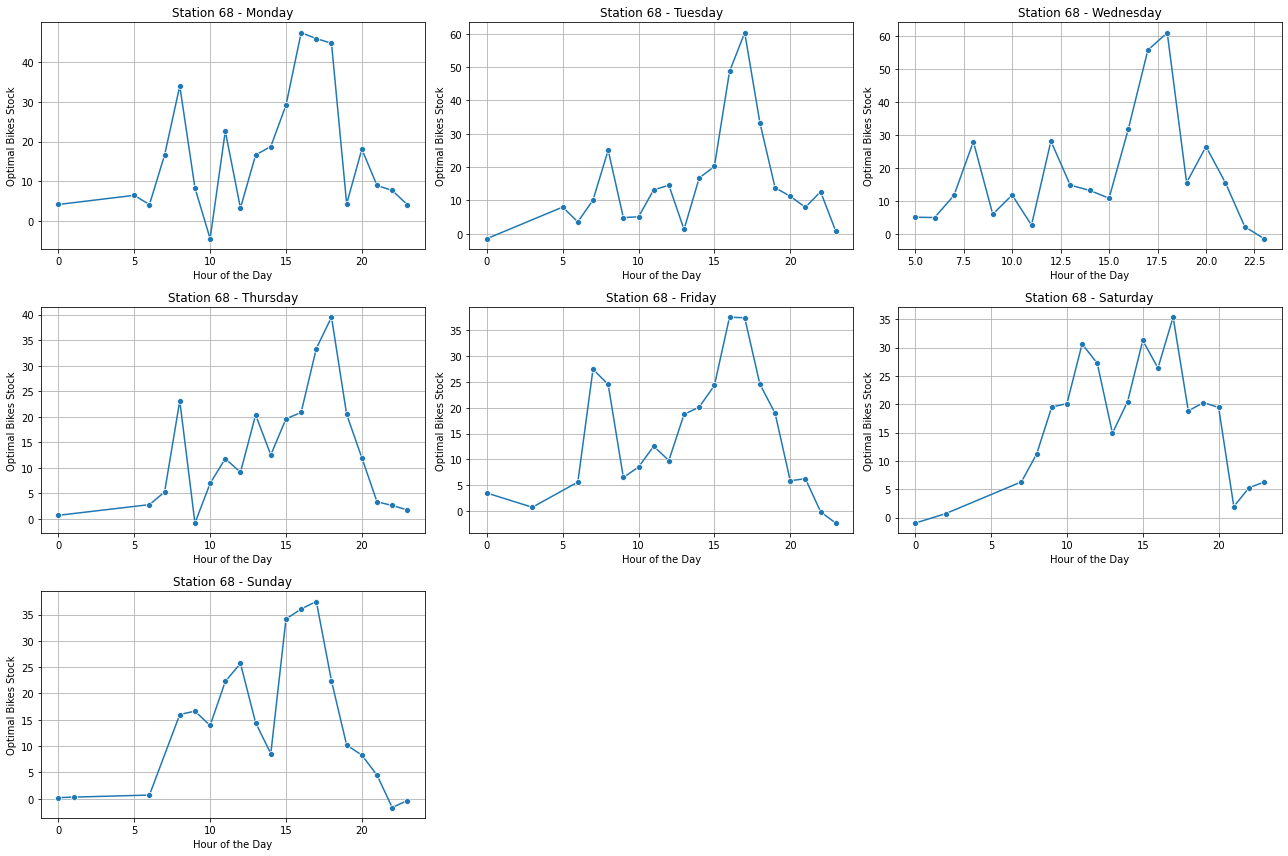 Station 68 - Monday
Optimal Bikes Stock
40
30
20
10
0
0 5 10 15 20
Hour of the Day
Station 68 - Tuesday
Optimal Bikes Stock
60
50
40
30
20
10
0
0 5 10 15 20
Hour of the Day
Station 68 - Wednesday
Optimal Bikes Stock
60
50
40
30
20
10
0
5.0 7.5 10.0 12.5 15.0 17.5 20.0 22.5
Hour of the Day
Station 68 - Thursday
Optimal Bikes Stock
40
35
30
25
20
15
10
5
0
0 5 10 15 20
Hour of the Day
Station 68 - Friday
Optimal Bikes Stock
35
30
25
20
15
10
5
0
0 5 10 15 20
Hour of the Day
Station 68 - Saturday
Optimal Bikes Stock
35
30
25
20
15
10
5
0
0 5 10 15 20
Hour of the Day
Station 68 - Sunday
Optimal Bikes Stock
35
30
25
20
15
10
5
0
0 5 10 15 20
Hour of the Day